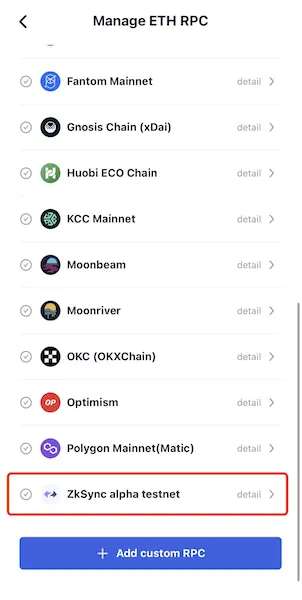 Manage ETH RPC
Fantom Mainnet detail
Gnosis Chain (xDai) detail
Huobi ECO Chain detail
KCC Mainnet detail
Moonbeam detail
Moonriver detail
OKC (OKXChain) detail
OP Optimism detail
Polygon Mainnet(Matic) detail
ZkSync alpha testnet detail
+ Add custom RPC